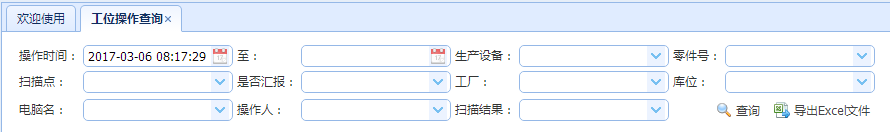 欢迎使用 工位操作查询×
操作时间： 2017-03-06 08:17:29 至： 生产设备： 零件号：
扫描点： 是否汇报： 工厂： 库位：
电脑名： 操作人： 扫描结果： 查询 导出Excel文件